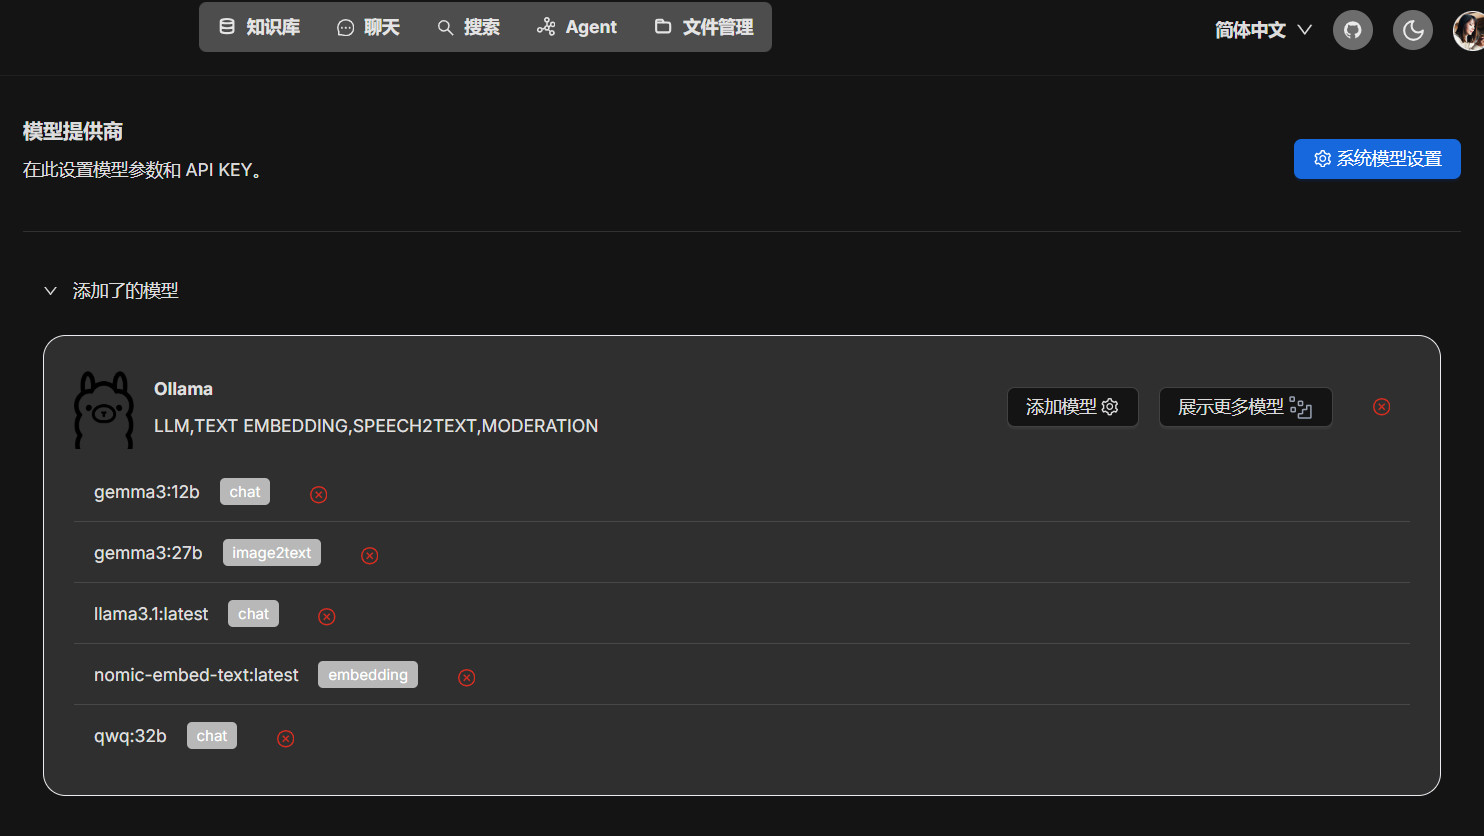 知识库 聊天 搜索 Agent 文件管理 简体中文
模型提供商
在此设置模型参数和 API KEY。
系统模型设置
添加了的模型
Ollama
LLM,TEXT EMBEDDING,SPEECH2TEXT,MODERATION
添加模型 展示更多模型
gemma3:12b chat
gemma3:27b image2text
llama3.1:latest chat
nomic-embed-text:latest embedding
qwq:32b chat